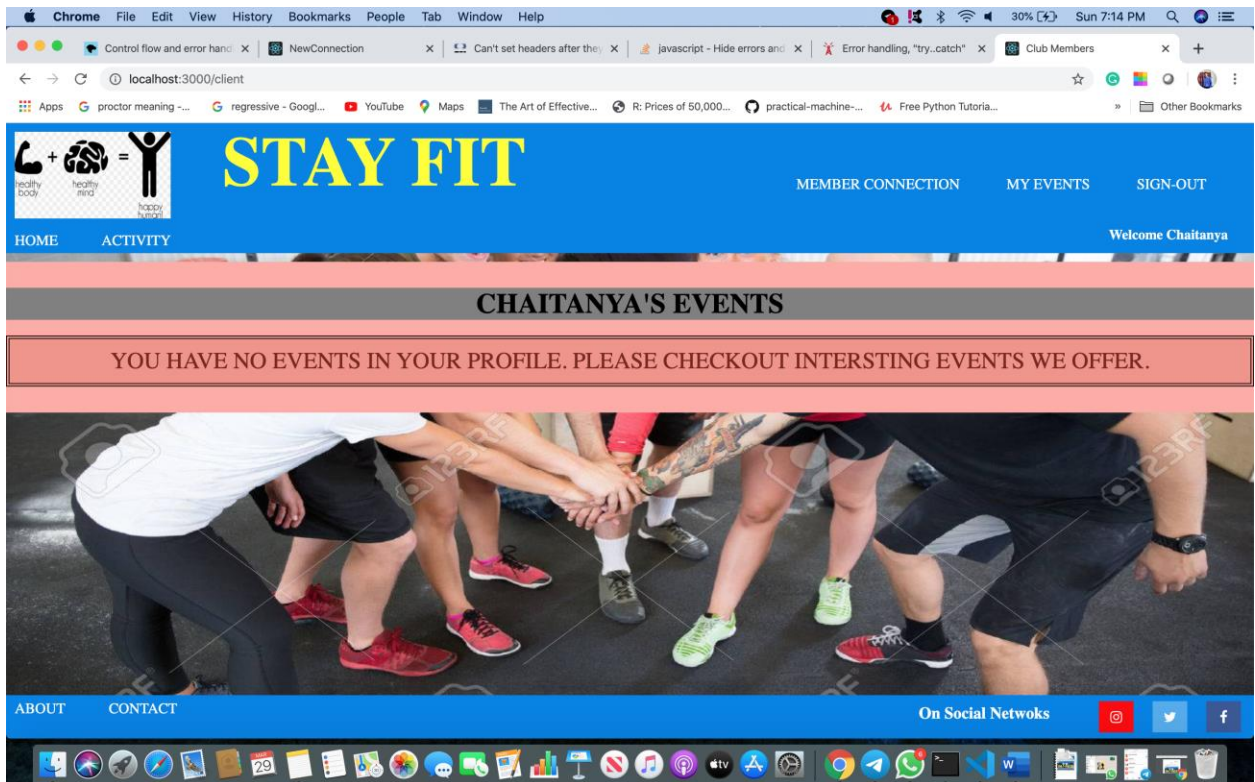 Chrome File Edit View History Bookmarks People Tab Window Help 30% Sun 7:14 PM
Control flow and error hand NewConnection Can't set headers after they javascript - Hide errors and Error handling, "try..catch" Club Members
localhost:3000/client
Apps proctor meaning -... regressive - Googl... YouTube Maps The Art of Effective... R: Prices of 50,000... practical-machine-... Free Python Tutoria... » Other Bookmarks
STAY FIT
+ =
healthy body
healthy mind
happy human!
MEMBER CONNECTION MY EVENTS SIGN-OUT
HOME ACTIVITY Welcome Chaitanya
CHAITANYA'S EVENTS
YOU HAVE NO EVENTS IN YOUR PROFILE. PLEASE CHECKOUT INTERSTING EVENTS WE OFFER.
123RF
123RF
ABOUT CONTACT On Social Netwoks
29
tv